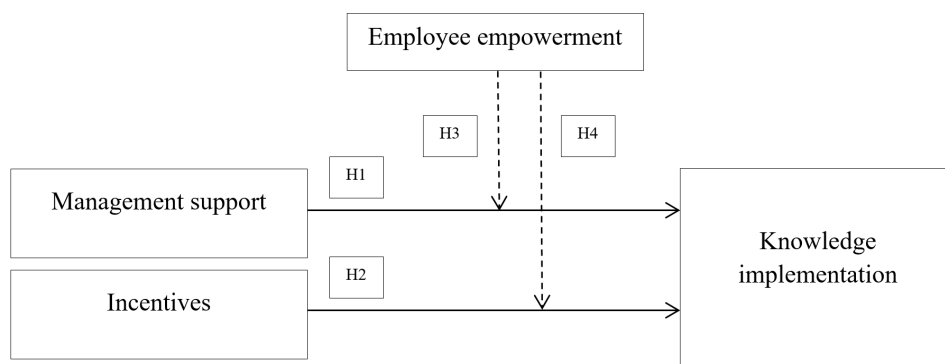 Employee empowerment
H3
H4
H1
Management support
Knowledge
implementation
H2
Incentives